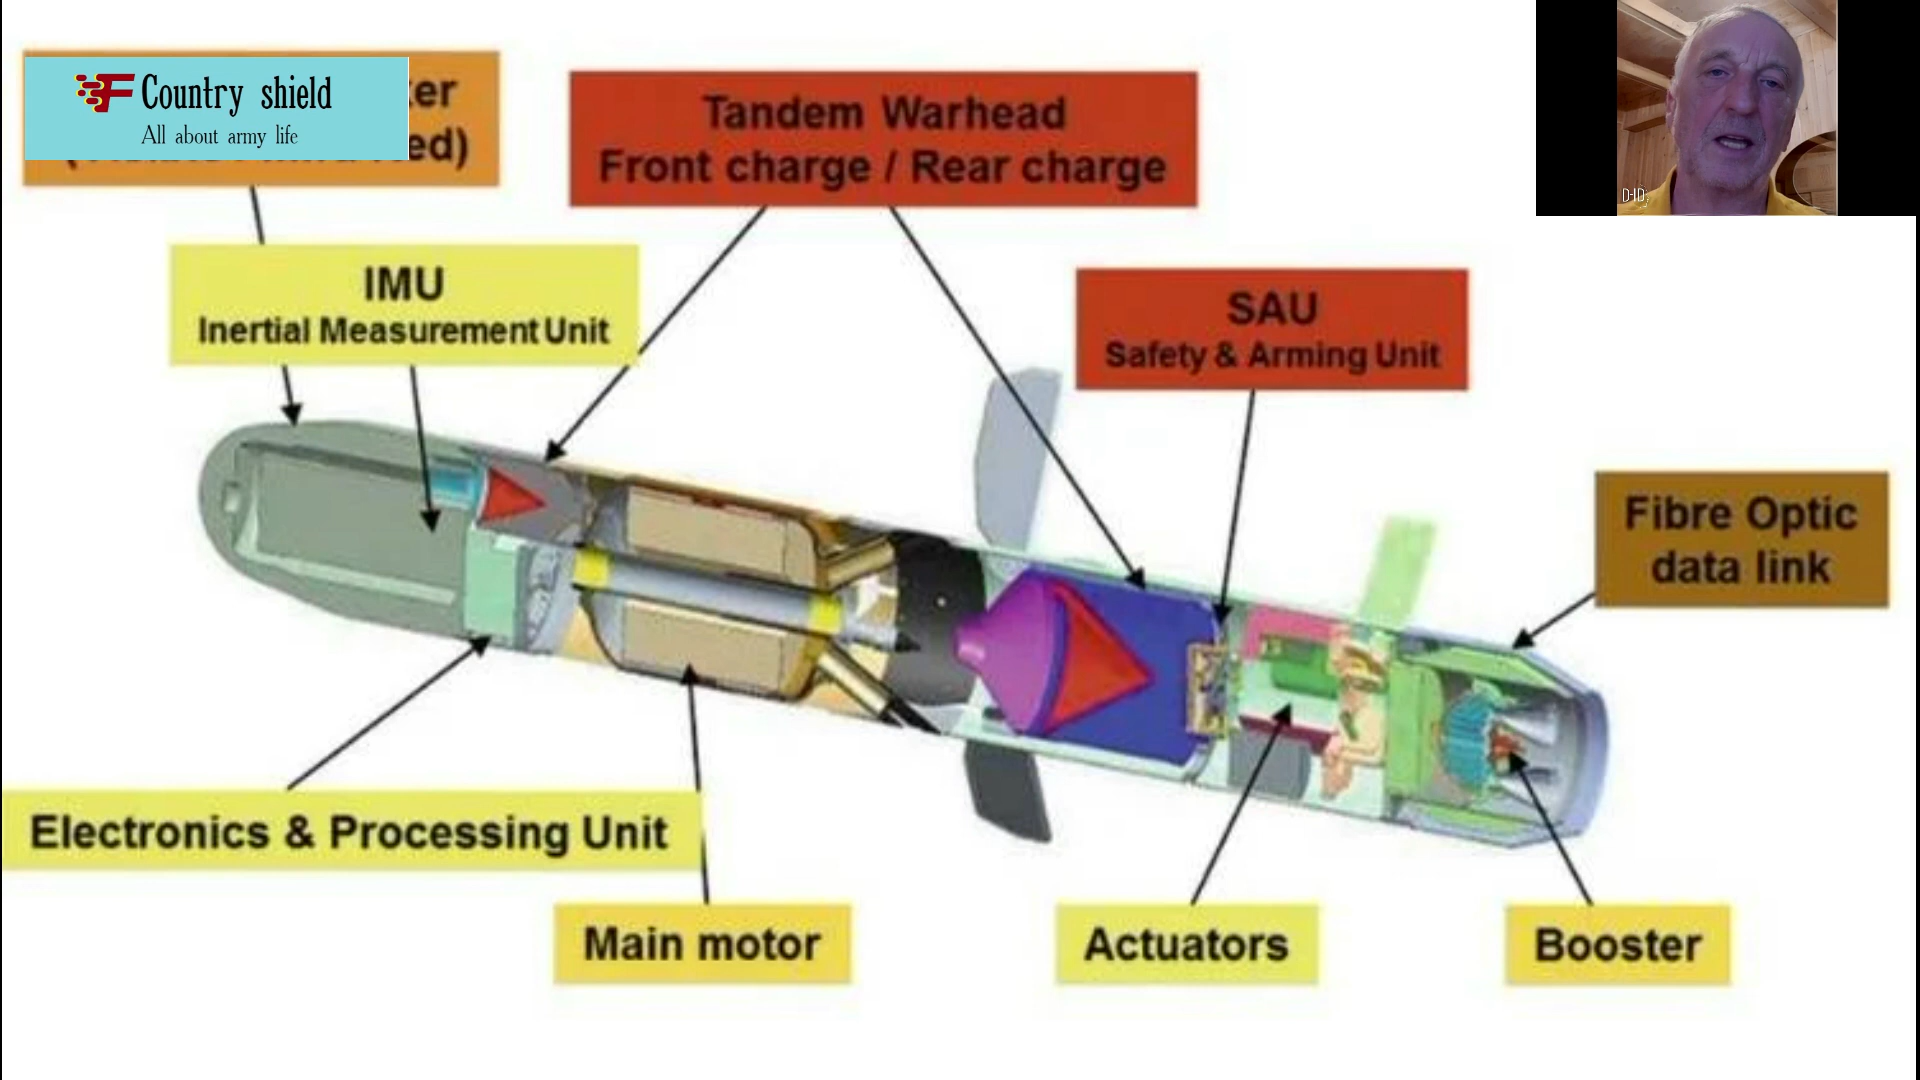 Country shield
All about army life
Tandem Warhead
Front charge / Rear charge
IMU
Inertial Measurement Unit
SAU
Safety & Arming Unit
Fibre Optic
data link
Electronics & Processing Unit
Main motor
Actuators
Booster
D-ID